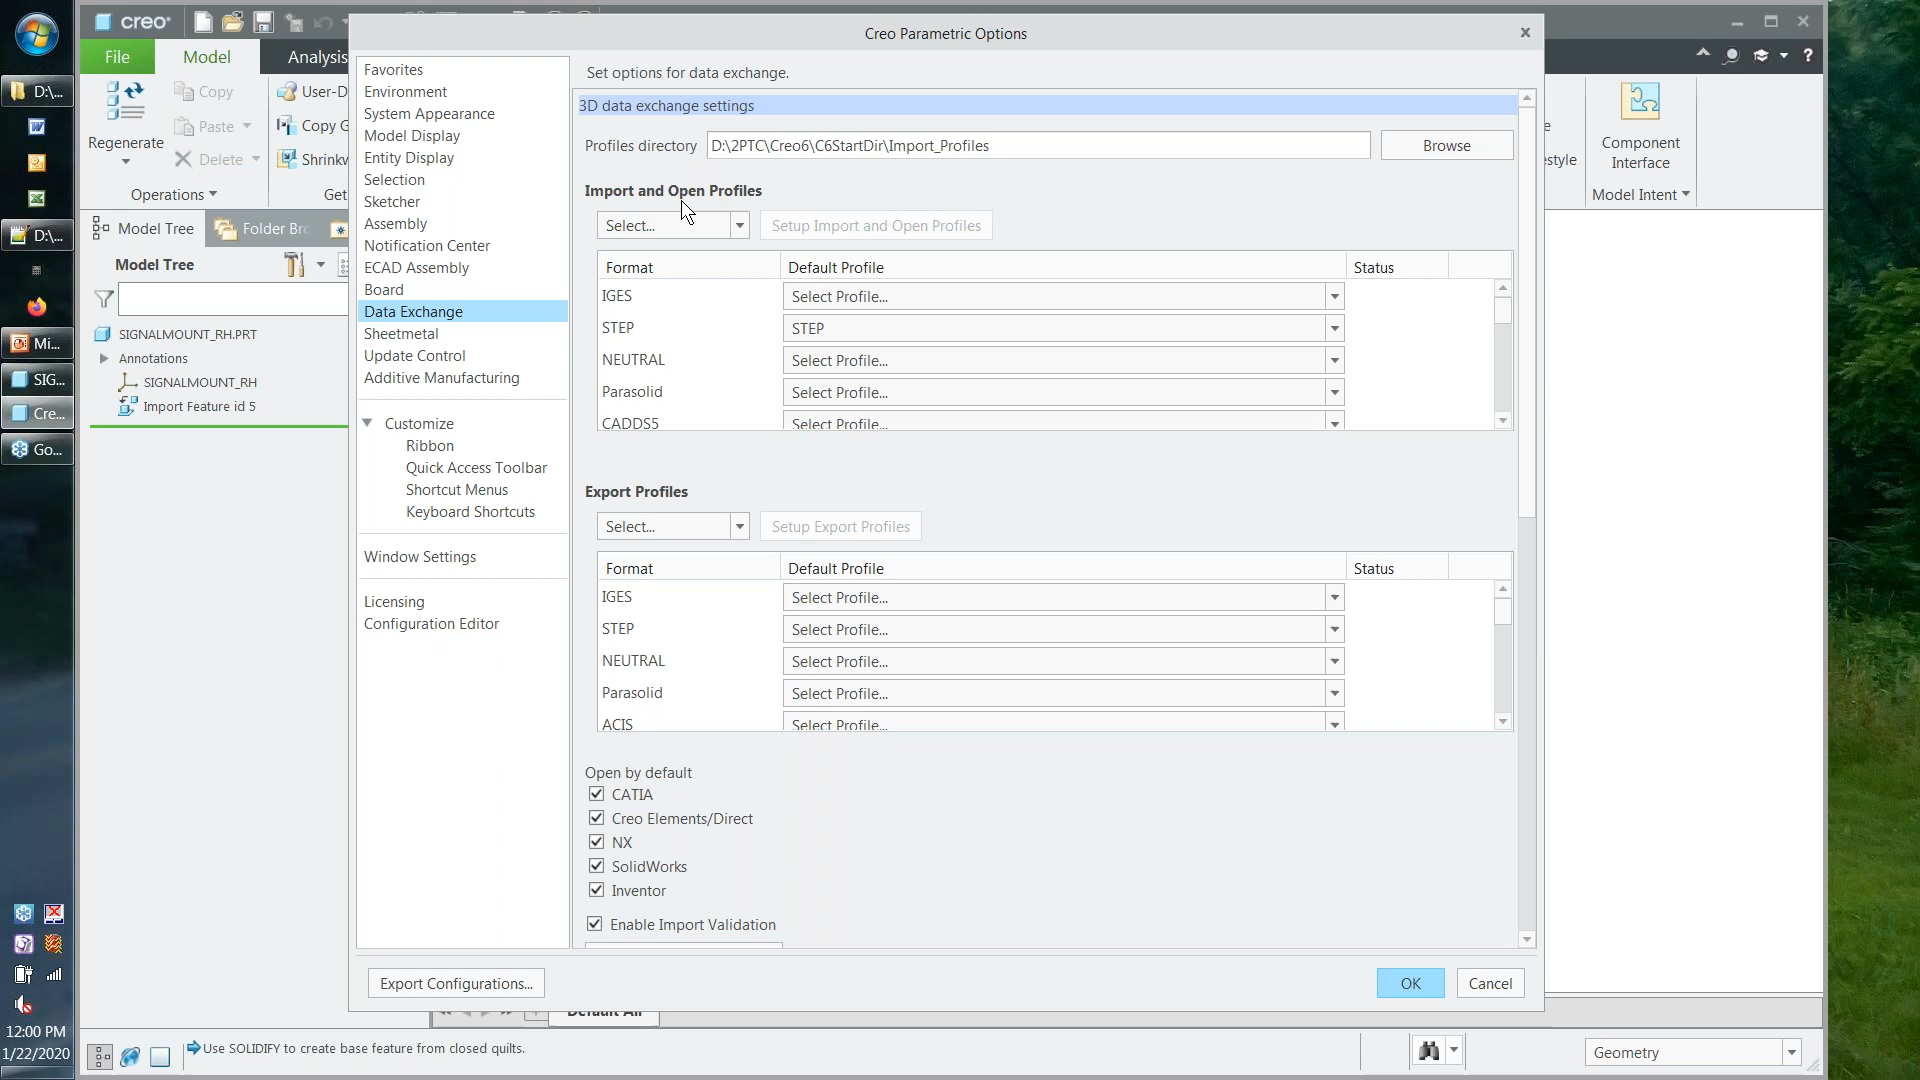 creo°
Creo Parametric Options
File
Model
Analysis
D:\...
Regenerate
Copy
Paste
Delete
User-D
Copy G
Shrinkw
Operations
Get
Mi...
D:\...
SIG...
Cre...
Go...
Model Tree
Folder Br
Model Tree
SIGNALMOUNT_RH.PRT
Annotations
SIGNALMOUNT_RH
Import Feature id 5
Favorites
Environment
System Appearance
Model Display
Entity Display
Selection
Sketcher
Assembly
Notification Center
ECAD Assembly
Board
Data Exchange
Sheetmetal
Update Control
Additive Manufacturing
Customize
Ribbon
Quick Access Toolbar
Shortcut Menus
Keyboard Shortcuts
Window Settings
Licensing
Configuration Editor
Set options for data exchange.
3D data exchange settings
Profiles directory D:\2PTC\Creo6\C6StartDir\Import_Profiles Browse
Import and Open Profiles
Select... Setup Import and Open Profiles
Format Default Profile Status
IGES Select Profile...
STEP STEP
NEUTRAL Select Profile...
Parasolid Select Profile...
CADDS5 Select Profile...
Export Profiles
Select... Setup Export Profiles
Format Default Profile Status
IGES Select Profile...
STEP Select Profile...
NEUTRAL Select Profile...
Parasolid Select Profile...
ACIS Select Profile...
Open by default
CATIA
Creo Elements/Direct
NX
SolidWorks
Inventor
Enable Import Validation
Export Configurations... OK Cancel
e
style
Component
Interface
Model Intent
Default All
Use SOLIDIFY to create base feature from closed quilts.
Geometry
12:00 PM
1/22/2020